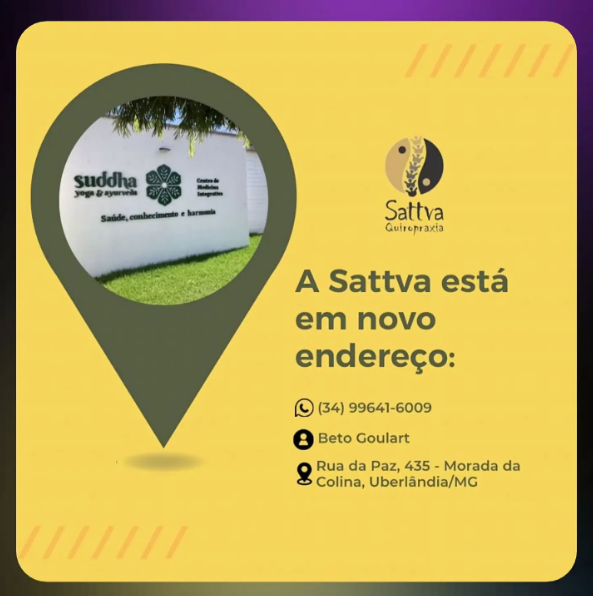 suddha
yoga & ayurveda
Centro de
Medicina
Integrativa
Saúde, conhecimento e harmonia
Sattva
Quiropraxia
A Sattva está
em novo
endereço:
(34) 99641-6009
Beto Goulart
Rua da Paz, 435 - Morada da
Colina, Uberlândia/MG